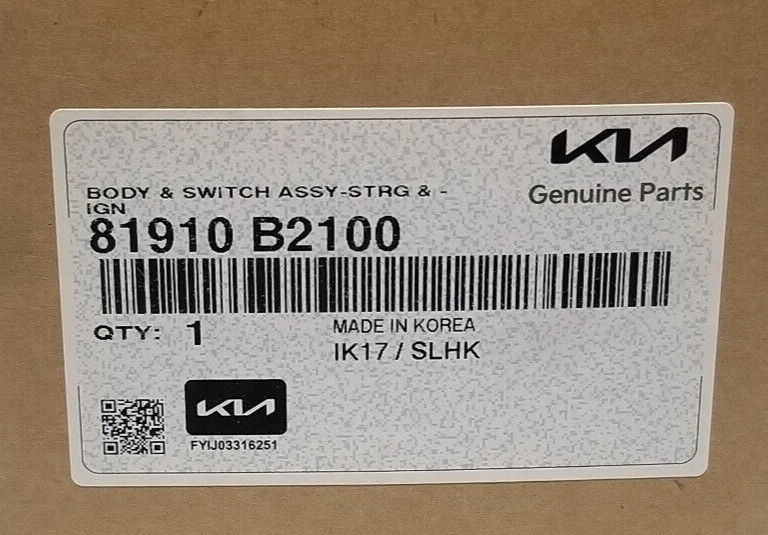 KIA
Genuine Parts
BODY & SWITCH ASSY-STRG & -
IGN
81910 B2100
QTY: 1
MADE IN KOREA
IK17 / SLHK
KIA
FYIJ03316251